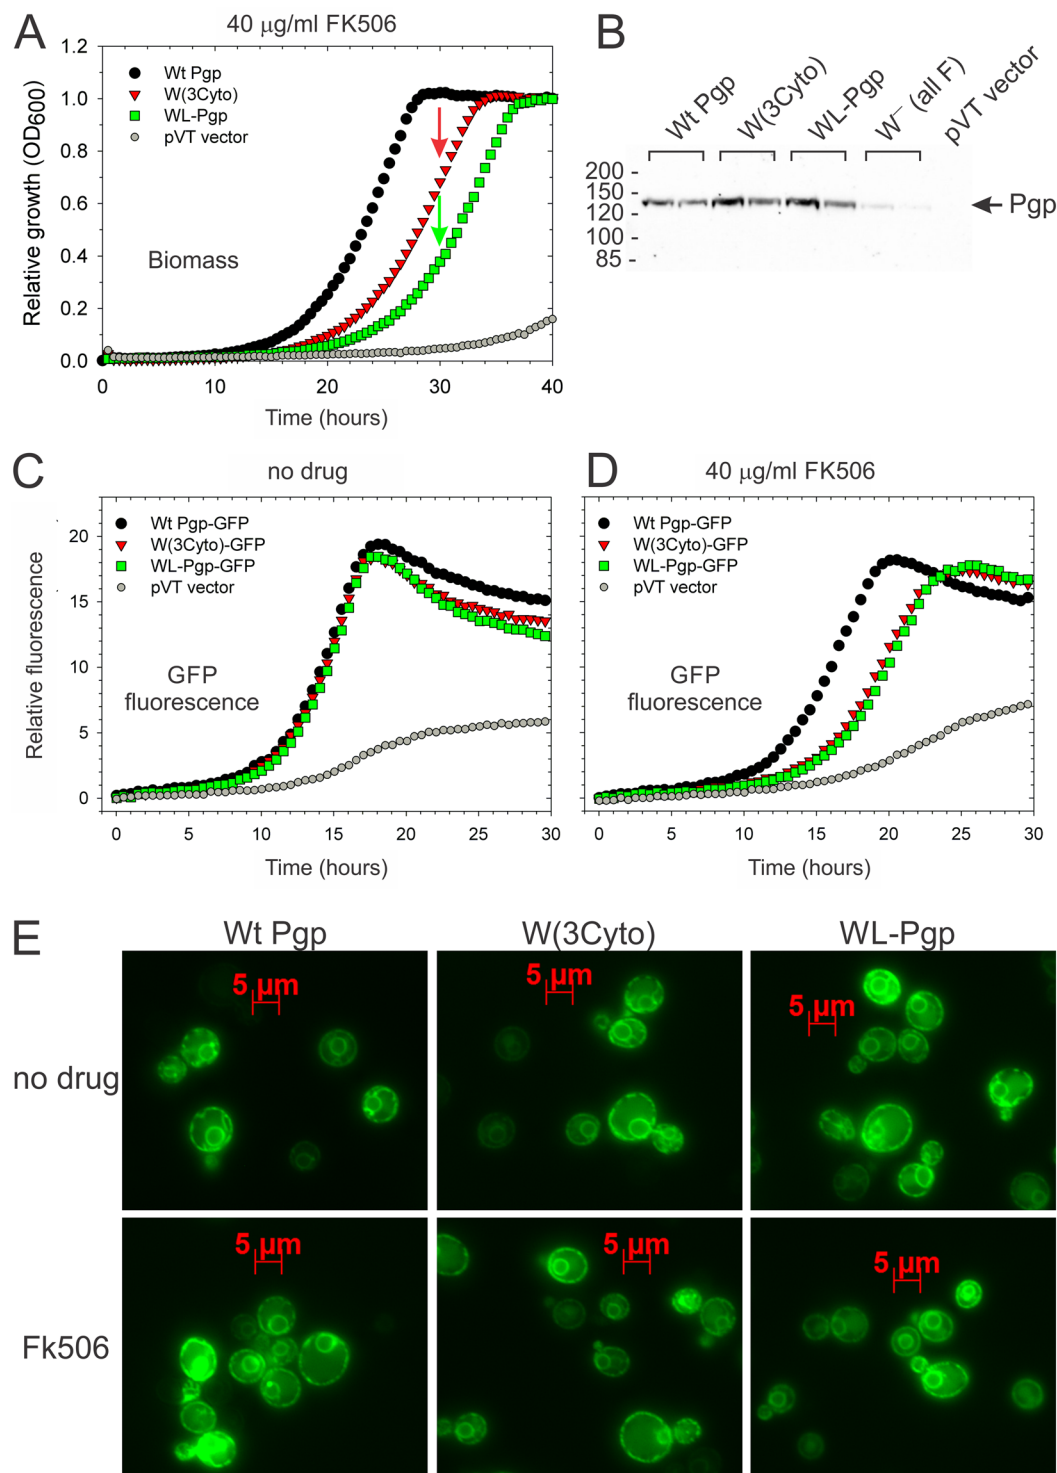 A
40 µg/ml FK506
Relative growth (OD600)
1.2
1.0
0.8
0.6
0.4
0.2
0.0
Wt Pgp
W(3Cyto)
WL-Pgp
pVT vector
Biomass
0 10 20 30 40
Time (hours)
B
Wt Pgp
W(3Cyto)
WL-Pgp
W⁻ (all F)
pVT vector
200 -
150 -
120 -
100 -
85 -
Pgp
C
no drug
Relative fluorescence
20
15
10
5
0
Wt Pgp-GFP
W(3Cyto)-GFP
WL-Pgp-GFP
pVT vector
GFP
fluorescence
0 5 10 15 20 25 30
Time (hours)
D
40 µg/ml FK506
Wt Pgp-GFP
W(3Cyto)-GFP
WL-Pgp-GFP
pVT vector
GFP
fluorescence
0 5 10 15 20 25 30
Time (hours)
E
Wt Pgp W(3Cyto) WL-Pgp
no drug
5 µm
5 µm
5 µm
Fk506
5 µm
5 µm
5 µm